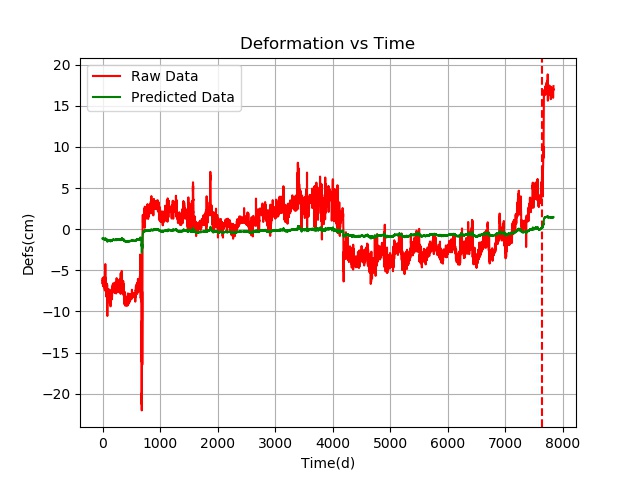 Deformation vs Time
Raw Data
Predicted Data
Defs(cm)
20
15
10
5
0
−5
−10
−15
−20
0 1000 2000 3000 4000 5000 6000 7000 8000
Time(d)